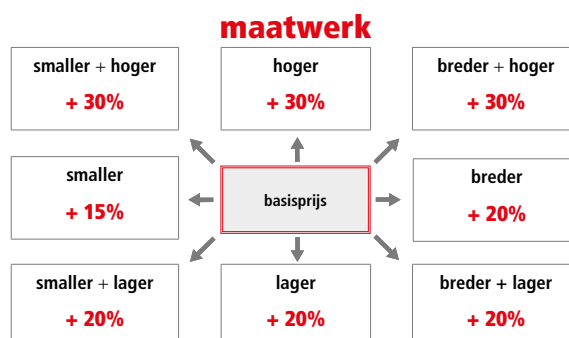 maatwerk
smaller + hoger
+ 30%
hoger
+ 30%
breder + hoger
+ 30%
smaller
+ 15%
basisprijs
breder
+ 20%
smaller + lager
+ 20%
lager
+ 20%
breder + lager
+ 20%